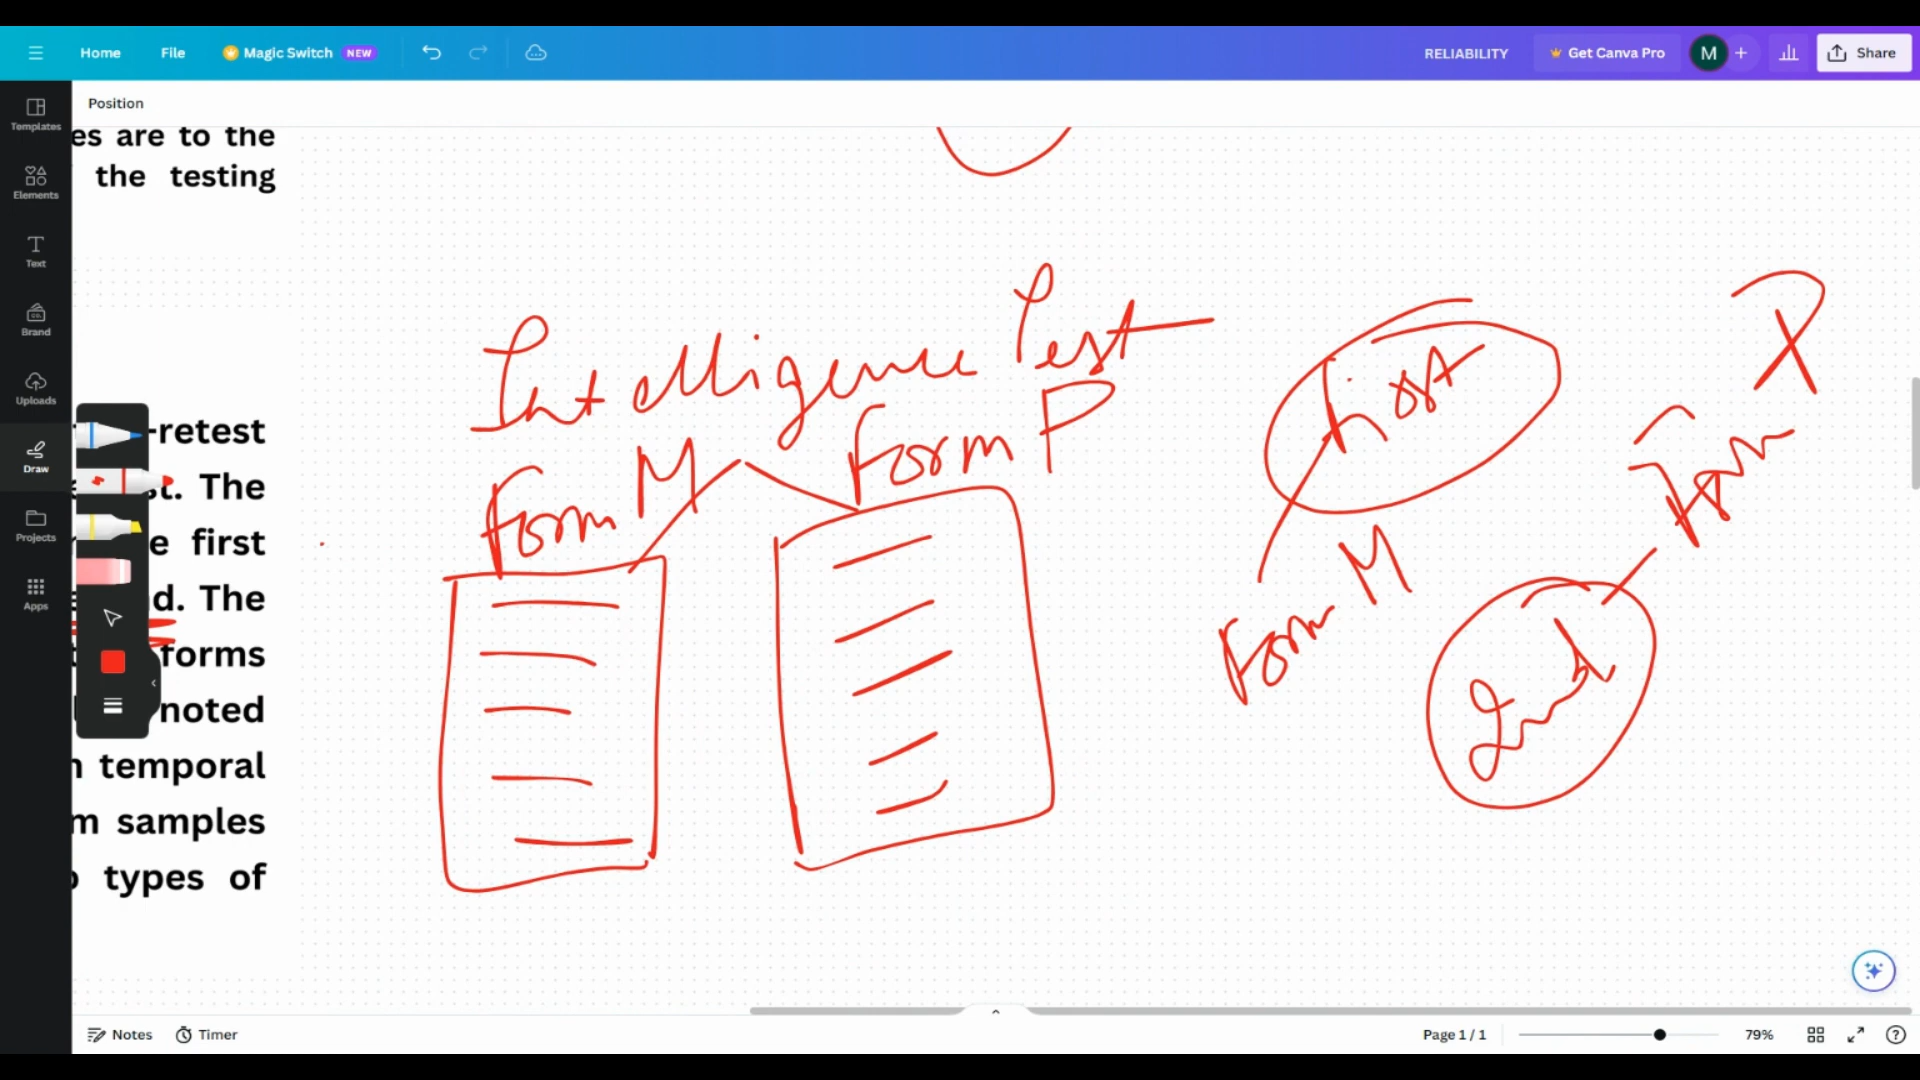 Home File Magic Switch NEW RELIABILITY Get Canva Pro M + Share
Templates
Elements
Text
Brand
Uploads
Draw
Projects
Apps
Position
es are to the
the testing
-retest
t. The
e first
d. The
forms
noted
temporal
m samples
types of
Intelligence Test
Form M
Form P
First
Form M
2nd
Form P
Notes Timer Page 1 / 1 79%